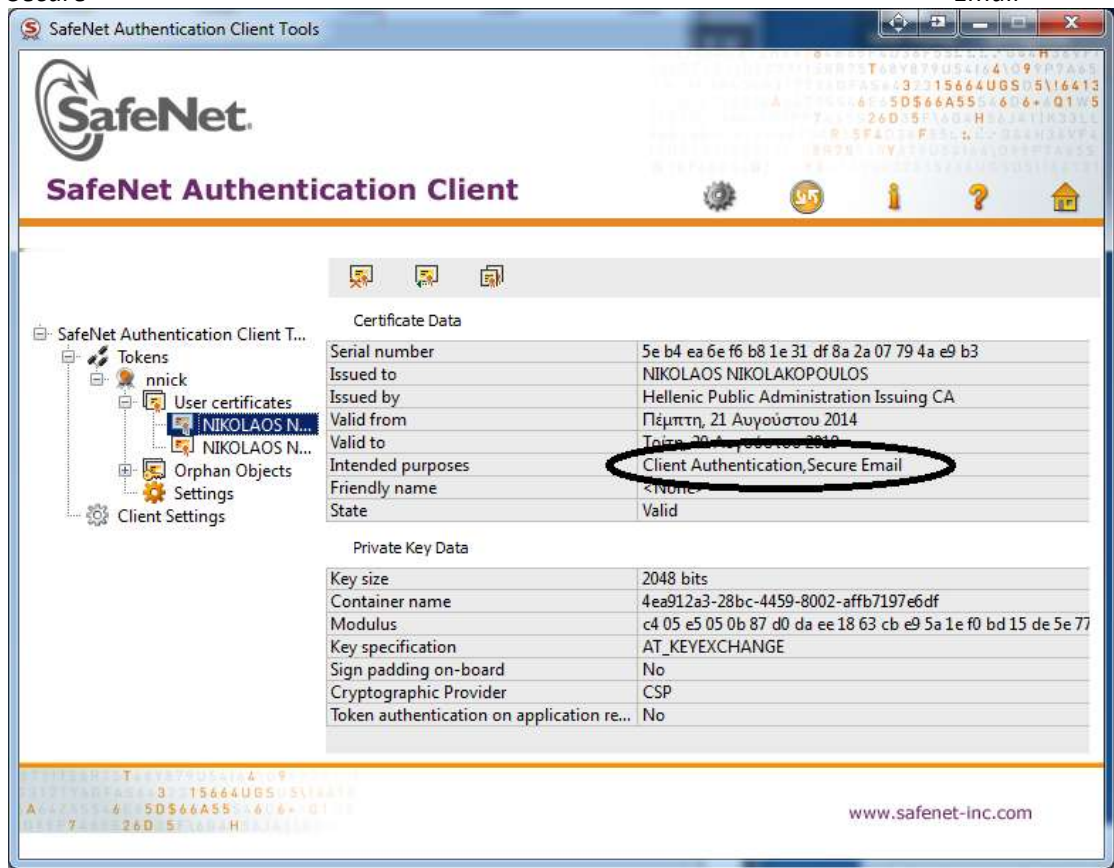 SafeNet Authentication Client Tools
SafeNet.
SafeNet Authentication Client
Certificate Data
SafeNet Authentication Client T...
Tokens
nnick
User certificates
NIKOLAOS N...
NIKOLAOS N...
Orphan Objects
Settings
Client Settings
Serial number 5e b4 ea 6e f6 b8 1e 31 df 8a 2a 07 79 4a e9 b3
Issued to NIKOLAOS NIKOLAKOPOULOS
Issued by Hellenic Public Administration Issuing CA
Valid from Πέμπτη, 21 Αυγούστου 2014
Valid to Τρίτη, 20 Αυγούστου
Intended purposes Client Authentication,Secure Email
Friendly name <None>
State Valid
Private Key Data
Key size 2048 bits
Container name 4ea912a3-28bc-4459-8002-affb7197e6df
Modulus c4 05 e5 05 0b 87 d0 da ee 18 63 cb e9 5a 1e f0 bd 15 de 5e 77
Key specification AT_KEYEXCHANGE
Sign padding on-board No
Cryptographic Provider CSP
Token authentication on application re... No
www.safenet-inc.com